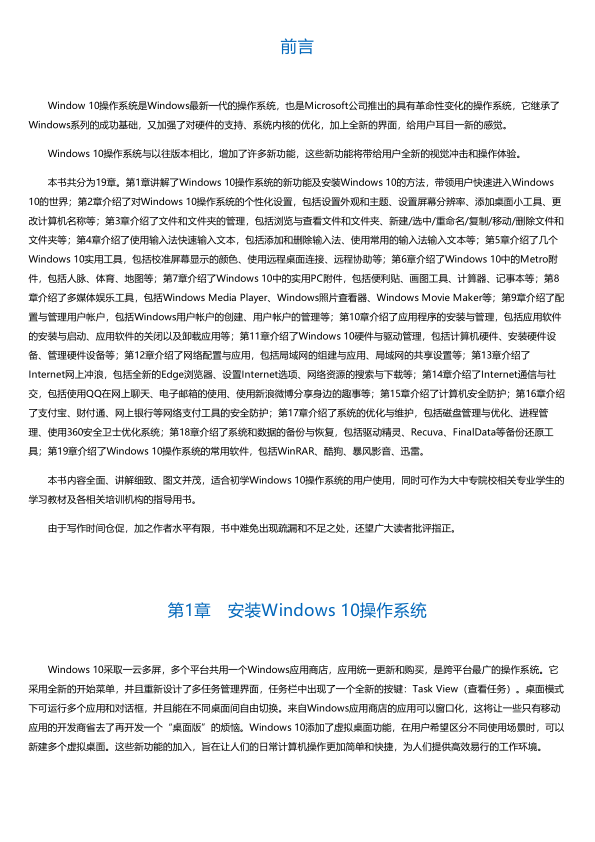 前言
Window 10操作系统是Windows最新一代的操作系统，也是Microsoft公司推出的具有革命性变化的操作系统，它继承了
Windows系列的成功基础，又加强了对硬件的支持、系统内核的优化，加上全新的界面，给用户耳目一新的感觉。
Windows 10操作系统与以往版本相比，增加了许多新功能，这些新功能将带给用户全新的视觉冲击和操作体验。
本书共分为19章。第1章讲解了Windows 10操作系统的新功能及安装Windows 10的方法，带领用户快速进入Windows
10的世界；第2章介绍了对Windows 10操作系统的个性化设置，包括设置外观和主题、设置屏幕分辨率、添加桌面小工具、更
改计算机名称等；第3章介绍了文件和文件夹的管理，包括浏览与查看文件和文件夹、新建/选中/重命名/复制/移动/删除文件和
文件夹等；第4章介绍了使用输入法快速输入文本，包括添加和删除输入法、使用常用的输入法输入文本等；第5章介绍了几个
Windows 10实用工具，包括校准屏幕显示的颜色、使用远程桌面连接、远程协助等；第6章介绍了Windows 10中的Metro附
件，包括人脉、体育、地图等；第7章介绍了Windows 10中的实用PC附件，包括便利贴、画图工具、计算器、记事本等；第8
章介绍了多媒体娱乐工具，包括Windows Media Player、Windows照片查看器、Windows Movie Maker等；第9章介绍了配
置与管理用户帐户，包括Windows用户帐户的创建、用户帐户的管理等；第10章介绍了应用程序的安装与管理，包括应用软件
的安装与启动、应用软件的关闭以及卸载应用等；第11章介绍了Windows 10硬件与驱动管理，包括计算机硬件、安装硬件设
备、管理硬件设备等；第12章介绍了网络配置与应用，包括局域网的组建与应用、局域网的共享设置等；第13章介绍了
Internet网上冲浪，包括全新的Edge浏览器、设置Internet选项、网络资源的搜索与下载等；第14章介绍了Internet通信与社
交，包括使用QQ在网上聊天、电子邮箱的使用、使用新浪微博分享身边的趣事等；第15章介绍了计算机安全防护；第16章介绍
了支付宝、财付通、网上银行等网络支付工具的安全防护；第17章介绍了系统的优化与维护，包括磁盘管理与优化、进程管
理、使用360安全卫士优化系统；第18章介绍了系统和数据的备份与恢复，包括驱动精灵、Recuva、FinalData等备份还原工
具；第19章介绍了Windows 10操作系统的常用软件，包括WinRAR、酷狗、暴风影音、迅雷。
本书内容全面、讲解细致、图文并茂，适合初学Windows 10操作系统的用户使用，同时可作为大中专院校相关专业学生的
学习教材及各相关培训机构的指导用书。
由于写作时间仓促，加之作者水平有限，书中难免出现疏漏和不足之处，还望广大读者批评指正。
第1章　安装Windows 10操作系统
Windows 10采取一云多屏，多个平台共用一个Windows应用商店，应用统一更新和购买，是跨平台最广的操作系统。它
采用全新的开始菜单，并且重新设计了多任务管理界面，任务栏中出现了一个全新的按键：Task View（查看任务）。桌面模式
下可运行多个应用和对话框，并且能在不同桌面间自由切换。来自Windows应用商店的应用可以窗口化，这将让一些只有移动
应用的开发商省去了再开发一个“桌面版”的烦恼。Windows 10添加了虚拟桌面功能，在用户希望区分不同使用场景时，可以
新建多个虚拟桌面。这些新功能的加入，旨在让人们的日常计算机操作更加简单和快捷，为人们提供高效易行的工作环境。